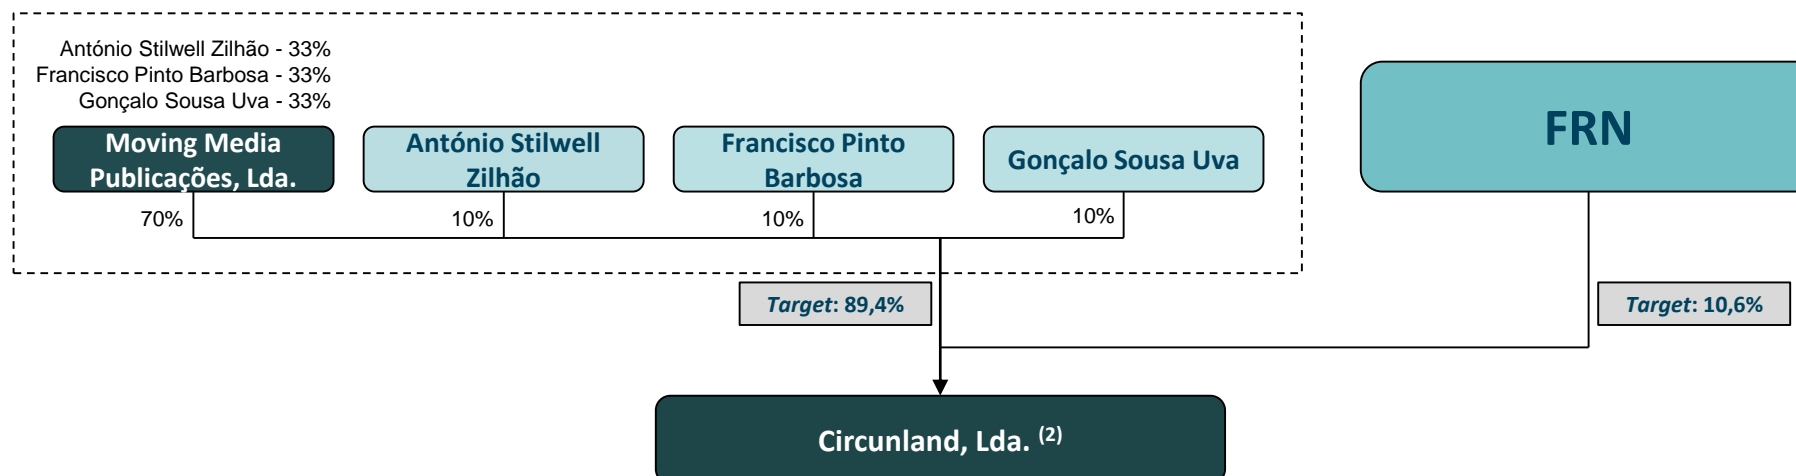 António Stilwell Zilhão - 33%
Francisco Pinto Barbosa - 33%
Gonçalo Sousa Uva - 33%
Moving Media
Publicações, Lda.
António Stilwell
Zilhão
Francisco Pinto
Barbosa
Gonçalo Sousa Uva
FRN
70%
10%
10%
10%
Target: 89,4%
Target: 10,6%
Circunland, Lda. (2)